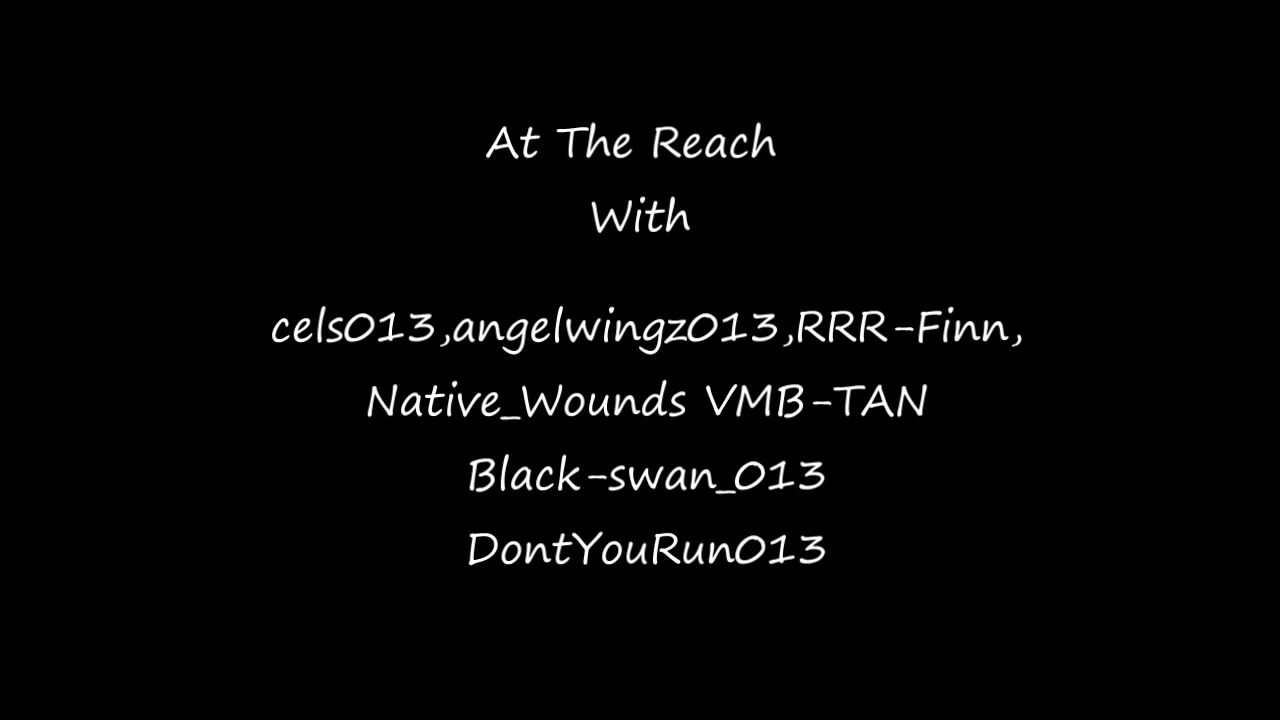 At The Reach
With
cels013,angelwingz013,RRR-Finn,
Native_Wounds VMB-TAN
Black-swan_013
DontYouRun013